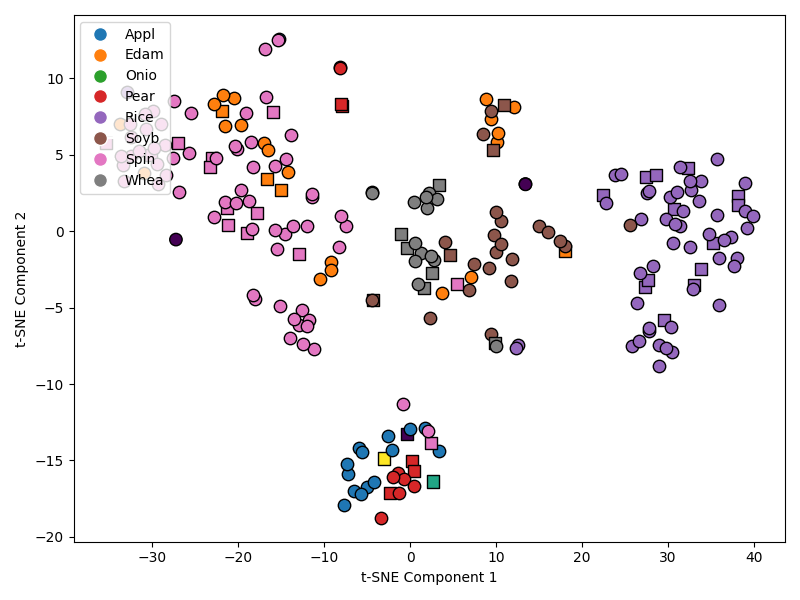 Appl
Edam
Onio
Pear
Rice
Soyb
Spin
Whea
t-SNE Component 2
10
5
0
−5
−10
−15
−20
−30
−20
−10
0
10
20
30
40
t-SNE Component 1